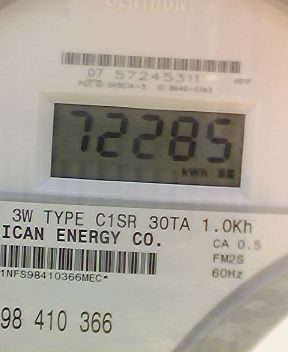 CENTRON
07 57245311
72285
kWh
3W TYPE C1SR 30TA 1.0Kh
ICAN ENERGY CO.
CA 0.5
FM2S
60Hz
1NFS98410366MEC*
98 410 366